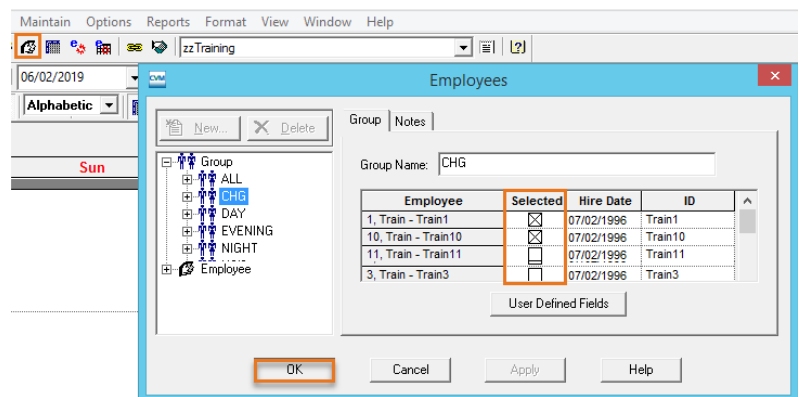 Maintain Options Reports Format View Window Help
zzTraining
06/02/2019
CVM Employees
Alphabetic
New... Delete
Group Notes
Sun
Group
ALL
CHG
DAY
EVENING
NIGHT
Employee
Group Name: CHG
Employee Selected Hire Date ID
1, Train - Train1 07/02/1996 Train1
10, Train - Train10 07/02/1996 Train10
11, Train - Train11 07/02/1996 Train11
3, Train - Train3 07/02/1996 Train3
User Defined Fields
OK Cancel Apply Help